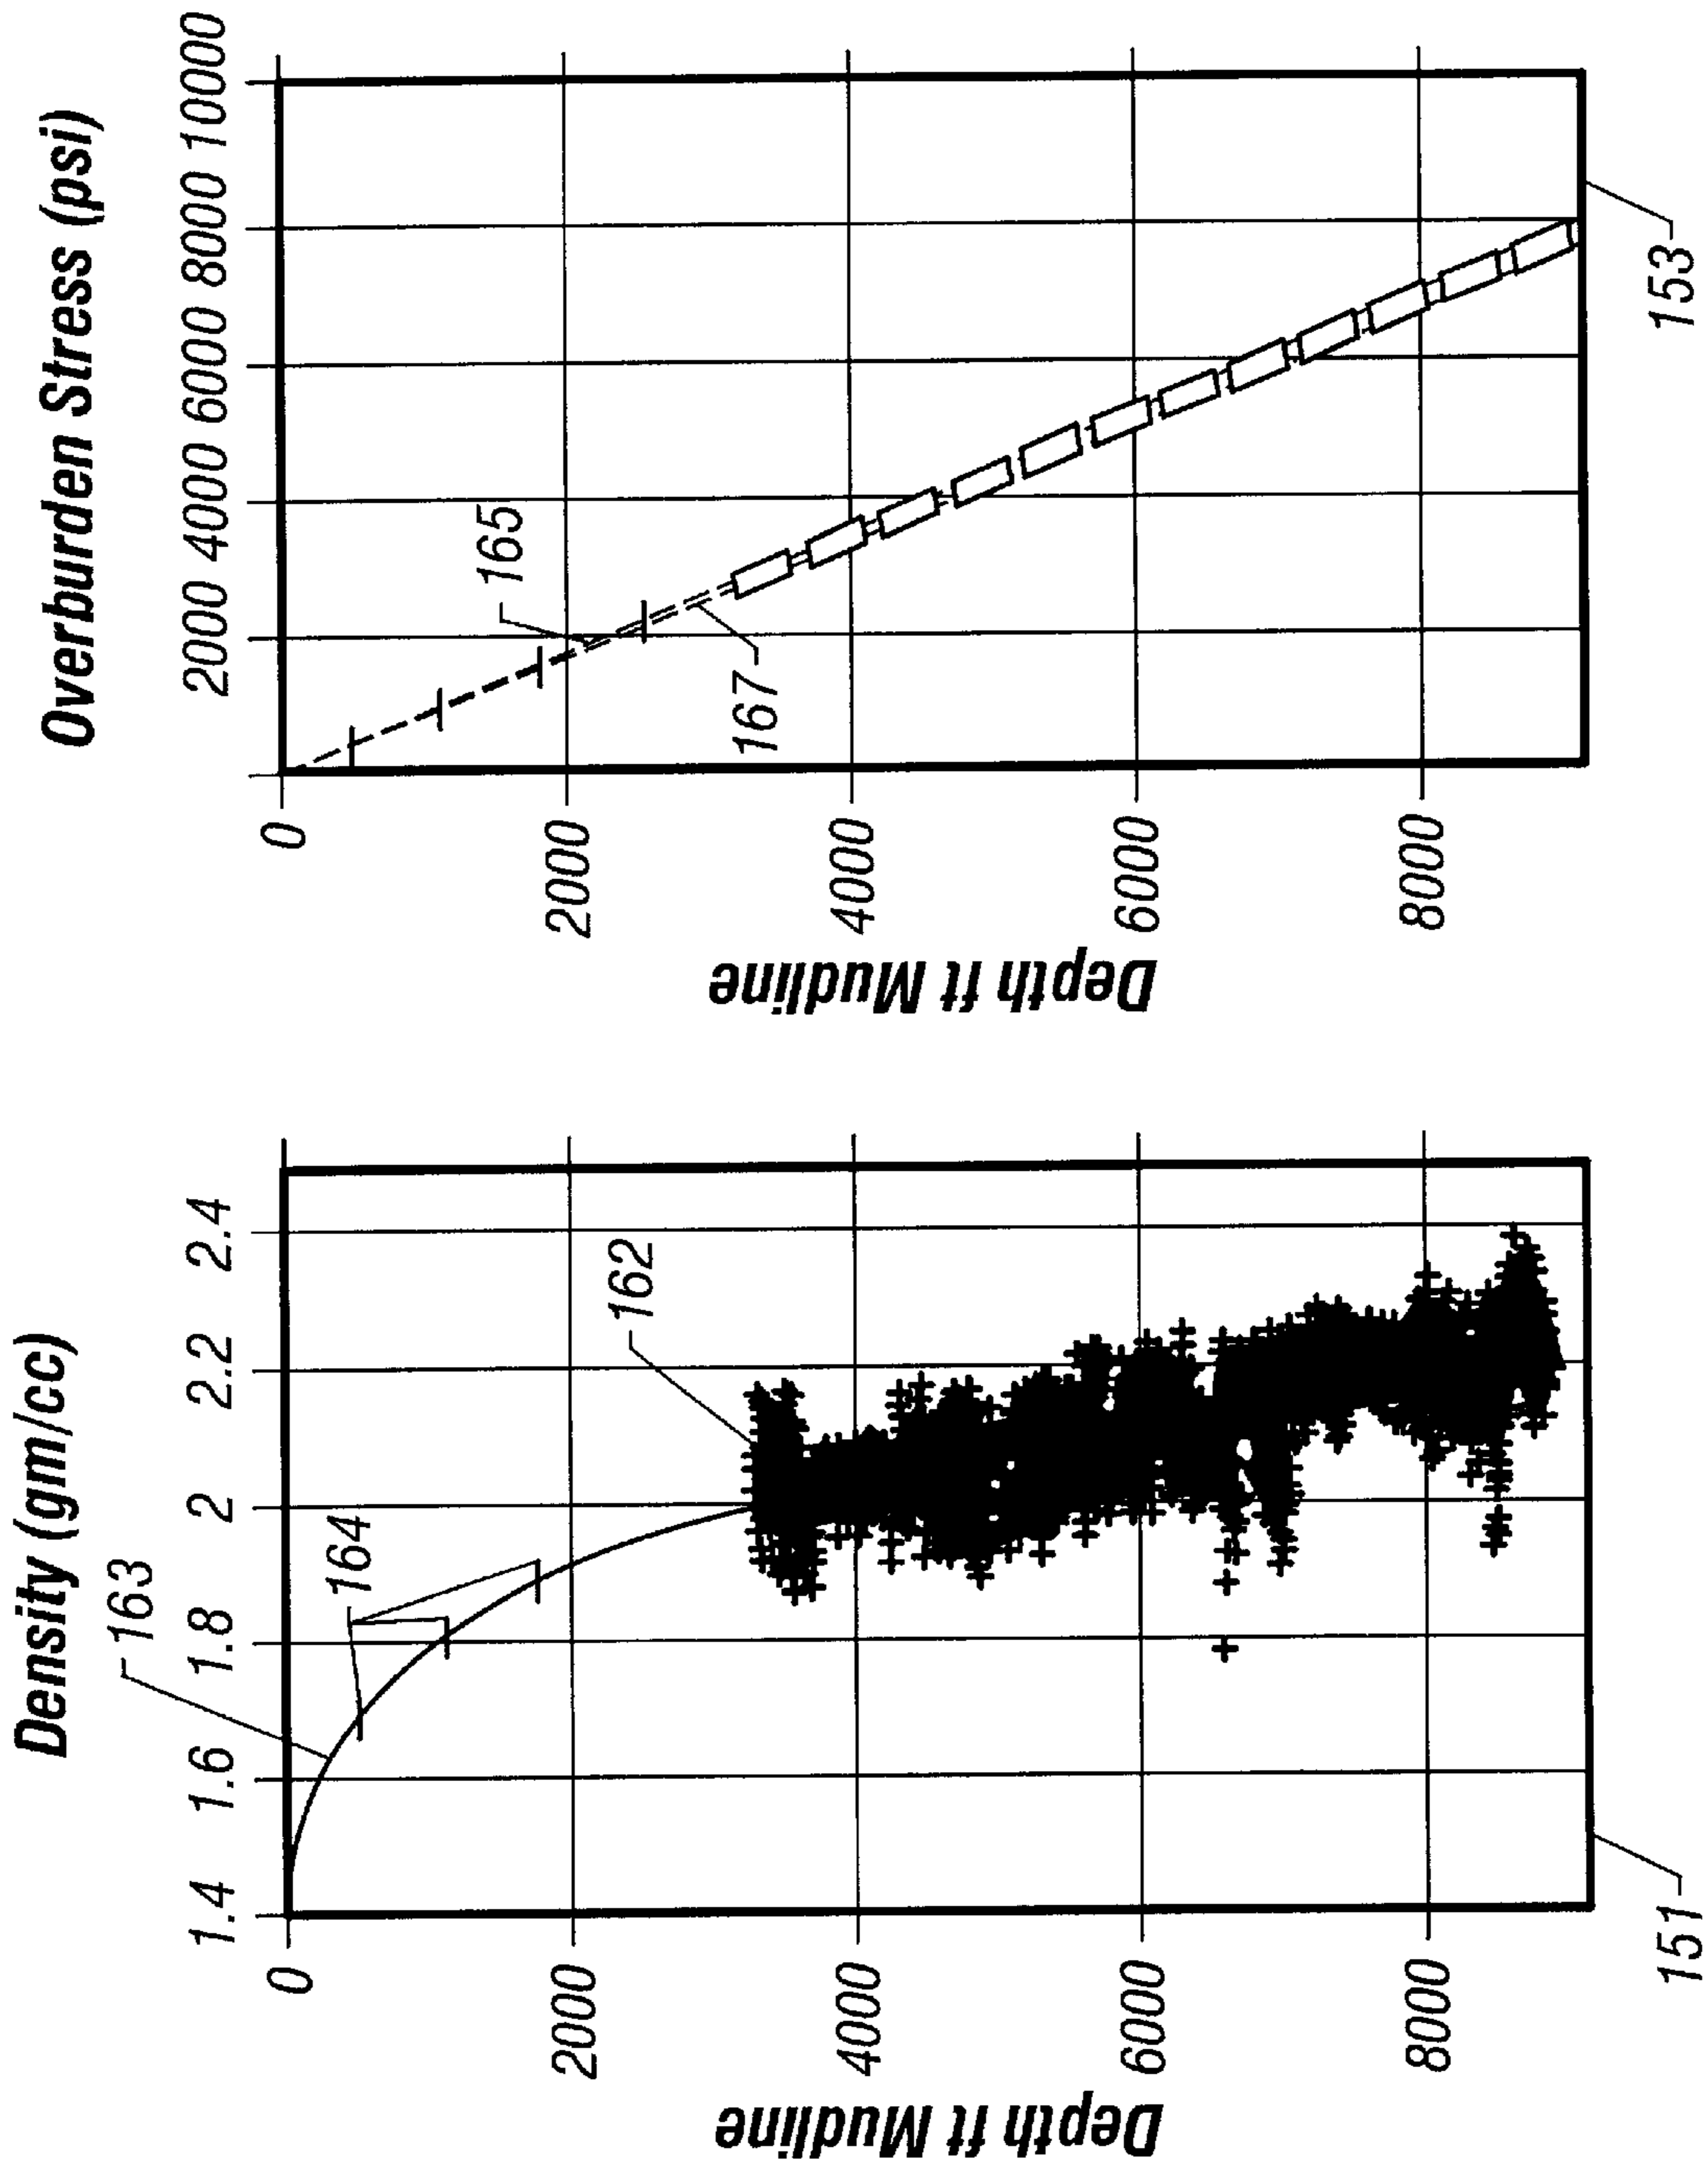 Density (gm/cc)
1.4 1.6 1.8 2 2.2 2.4
163
164
162
0
2000
4000
6000
8000
Depth ft Mudline
151
Overburden Stress (psi)
2000 4000 6000 8000 1000
165
167
0
2000
4000
6000
8000
Depth ft Mudline
153